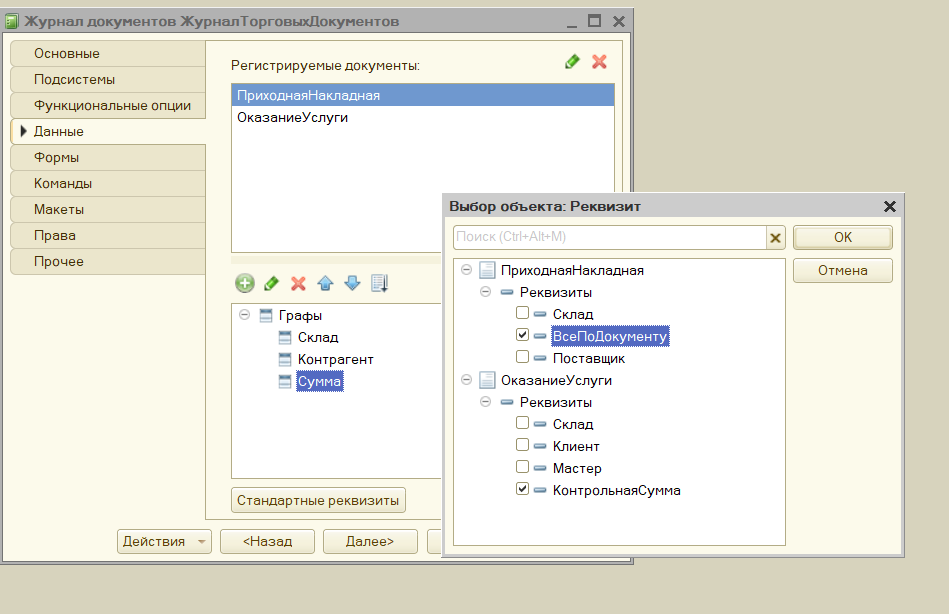 Журнал документов ЖурналТорговыхДокументов
Основные
Подсистемы
Функциональные опции
Данные
Формы
Команды
Макеты
Права
Прочее
Регистрируемые документы:
ПриходнаяНакладная
ОказаниеУслуги
Графы
Склад
Контрагент
Сумма
Стандартные реквизиты
Действия
<Назад
Далее>
Выбор объекта: Реквизит
Поиск (Ctrl+Alt+M)
OK
Отмена
ПриходнаяНакладная
Реквизиты
Склад
ВсеПоДокументу
Поставщик
ОказаниеУслуги
Реквизиты
Склад
Клиент
Мастер
КонтрольнаяСумма